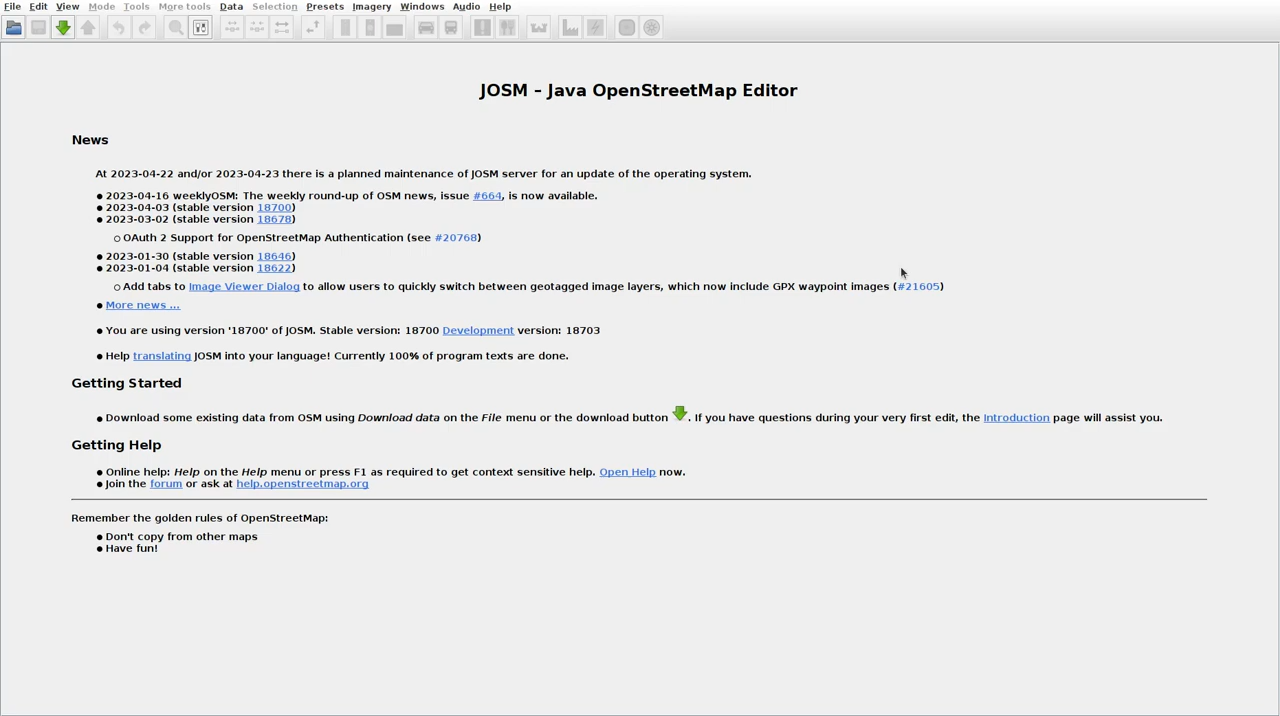 File Edit View Mode Tools More tools Data Selection Presets Imagery Windows Audio Help
JOSM – Java OpenStreetMap Editor
News
At 2023-04-22 and/or 2023-04-23 there is a planned maintenance of JOSM server for an update of the operating system.
● 2023-04-16 weeklyOSM: The weekly round-up of OSM news, issue #664, is now available.
● 2023-04-03 (stable version 18700)
● 2023-03-02 (stable version 18678)
○ OAuth 2 Support for OpenStreetMap Authentication (see #20768)
● 2023-01-30 (stable version 18646)
● 2023-01-04 (stable version 18622)
○ Add tabs to Image Viewer Dialog to allow users to quickly switch between geotagged image layers, which now include GPX waypoint images (#21605)
● More news ...
● You are using version '18700' of JOSM. Stable version: 18700 Development version: 18703
● Help translating JOSM into your language! Currently 100% of program texts are done.
Getting Started
● Download some existing data from OSM using Download data on the File menu or the download button . If you have questions during your very first edit, the Introduction page will assist you.
Getting Help
● Online help: Help on the Help menu or press F1 as required to get context sensitive help. Open Help now.
● Join the forum or ask at help.openstreetmap.org
Remember the golden rules of OpenStreetMap:
● Don't copy from other maps
● Have fun!